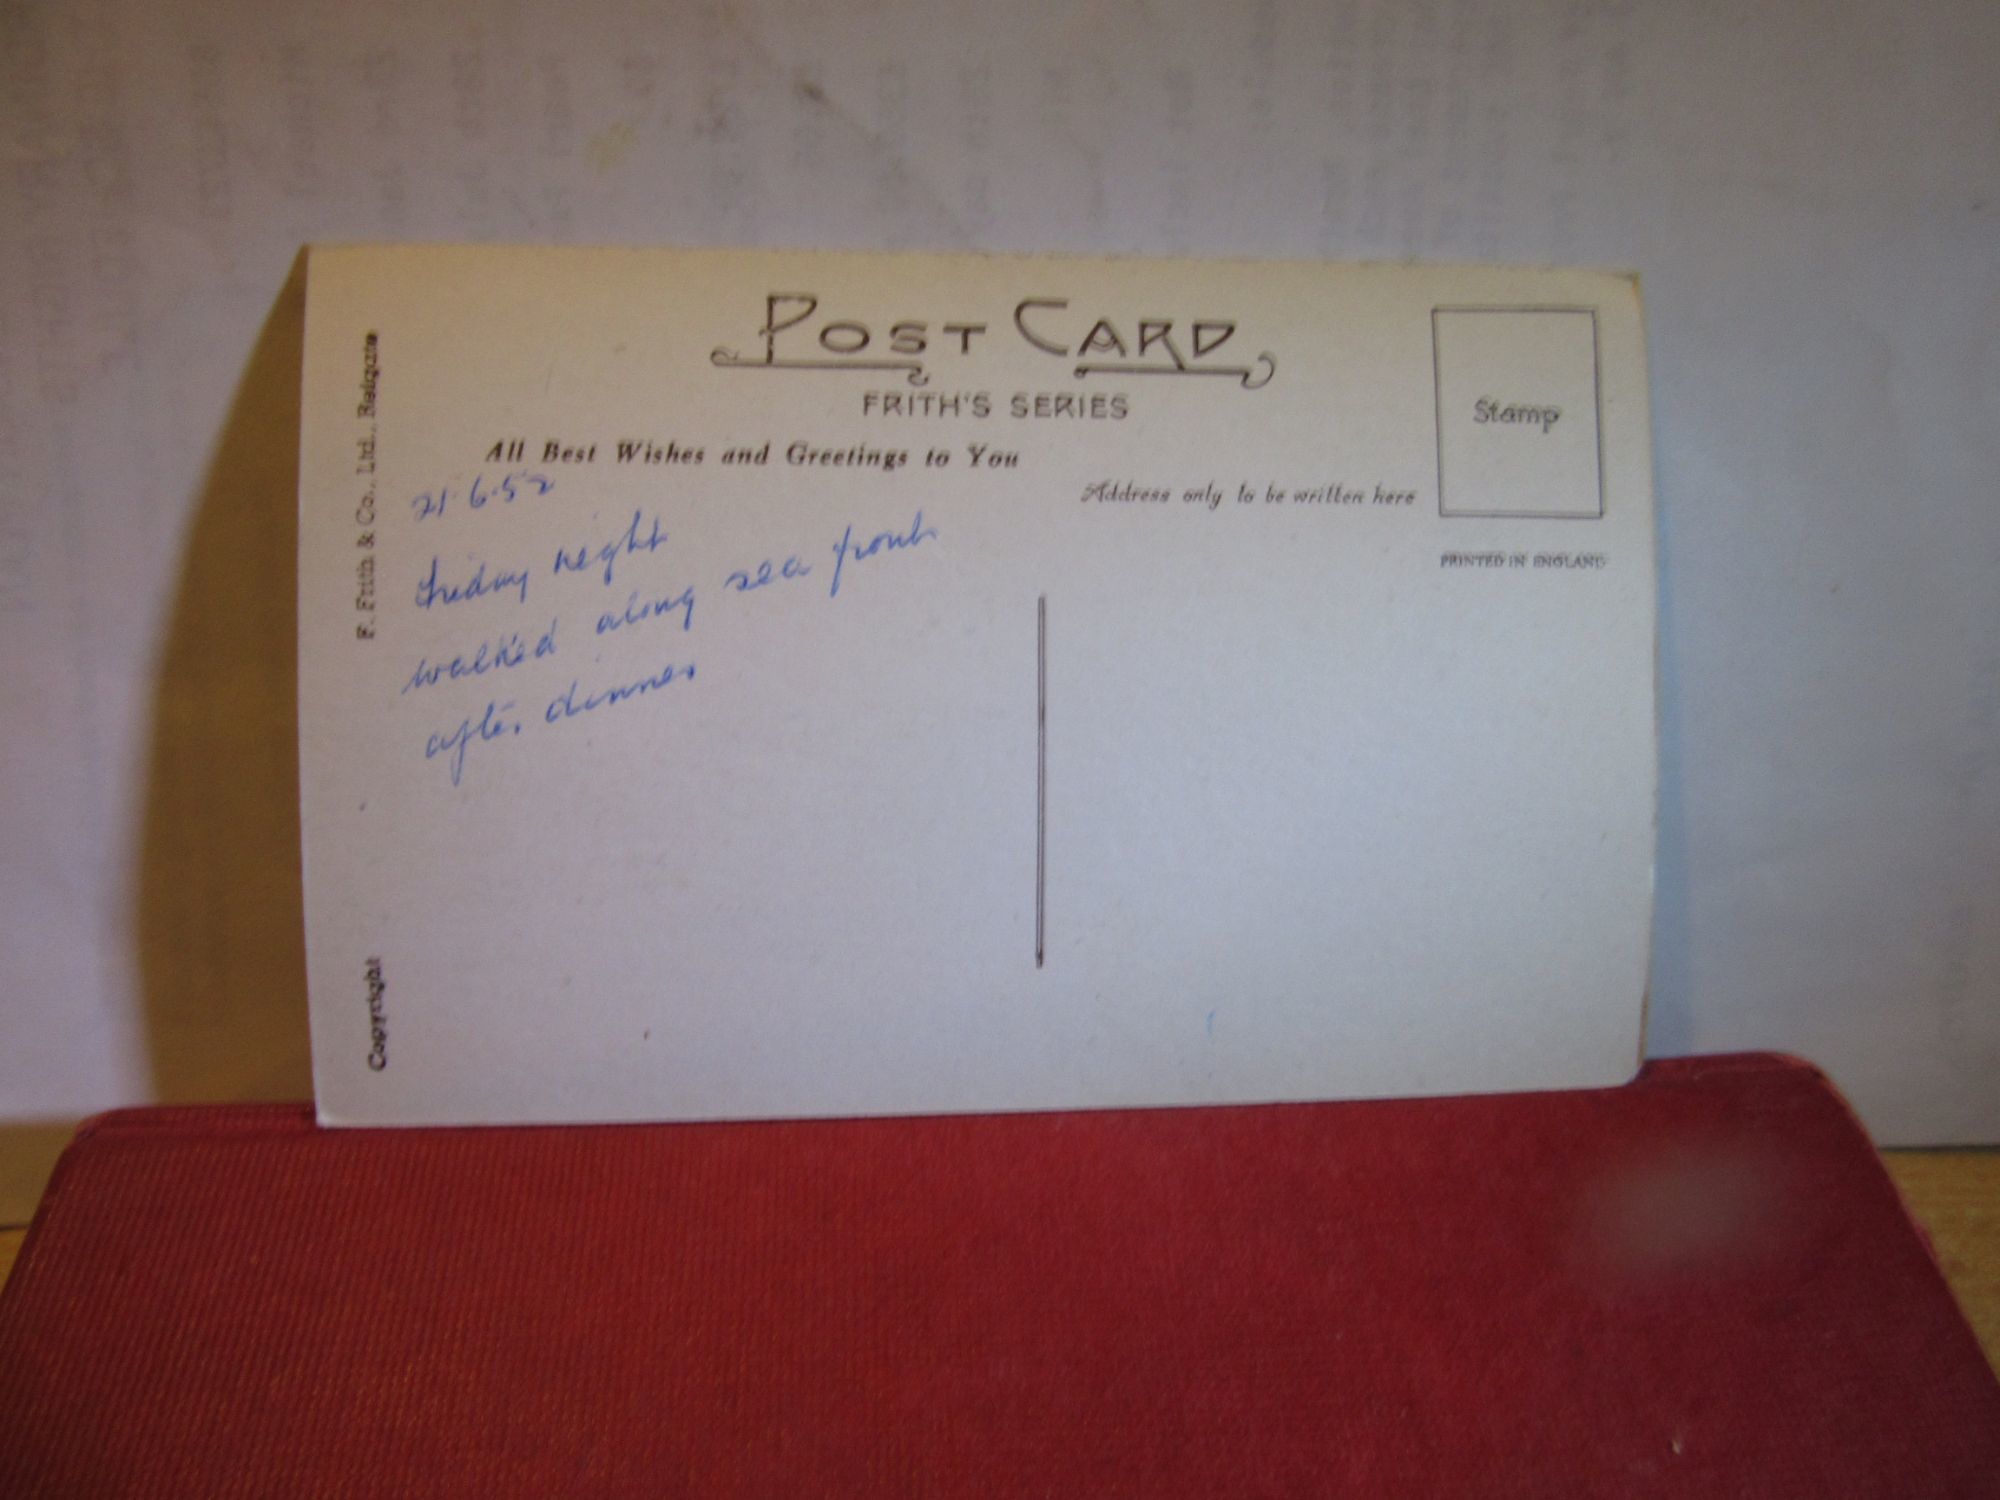 POST CARD
FRITH'S SERIES
Stamp
All Best Wishes and Greetings to You
Address only to be written here
PRINTED IN ENGLAND
21.6.52
Friday night
walked along sea front
after dinner
F. Frith & Co., Ltd., Reigate
Copyright